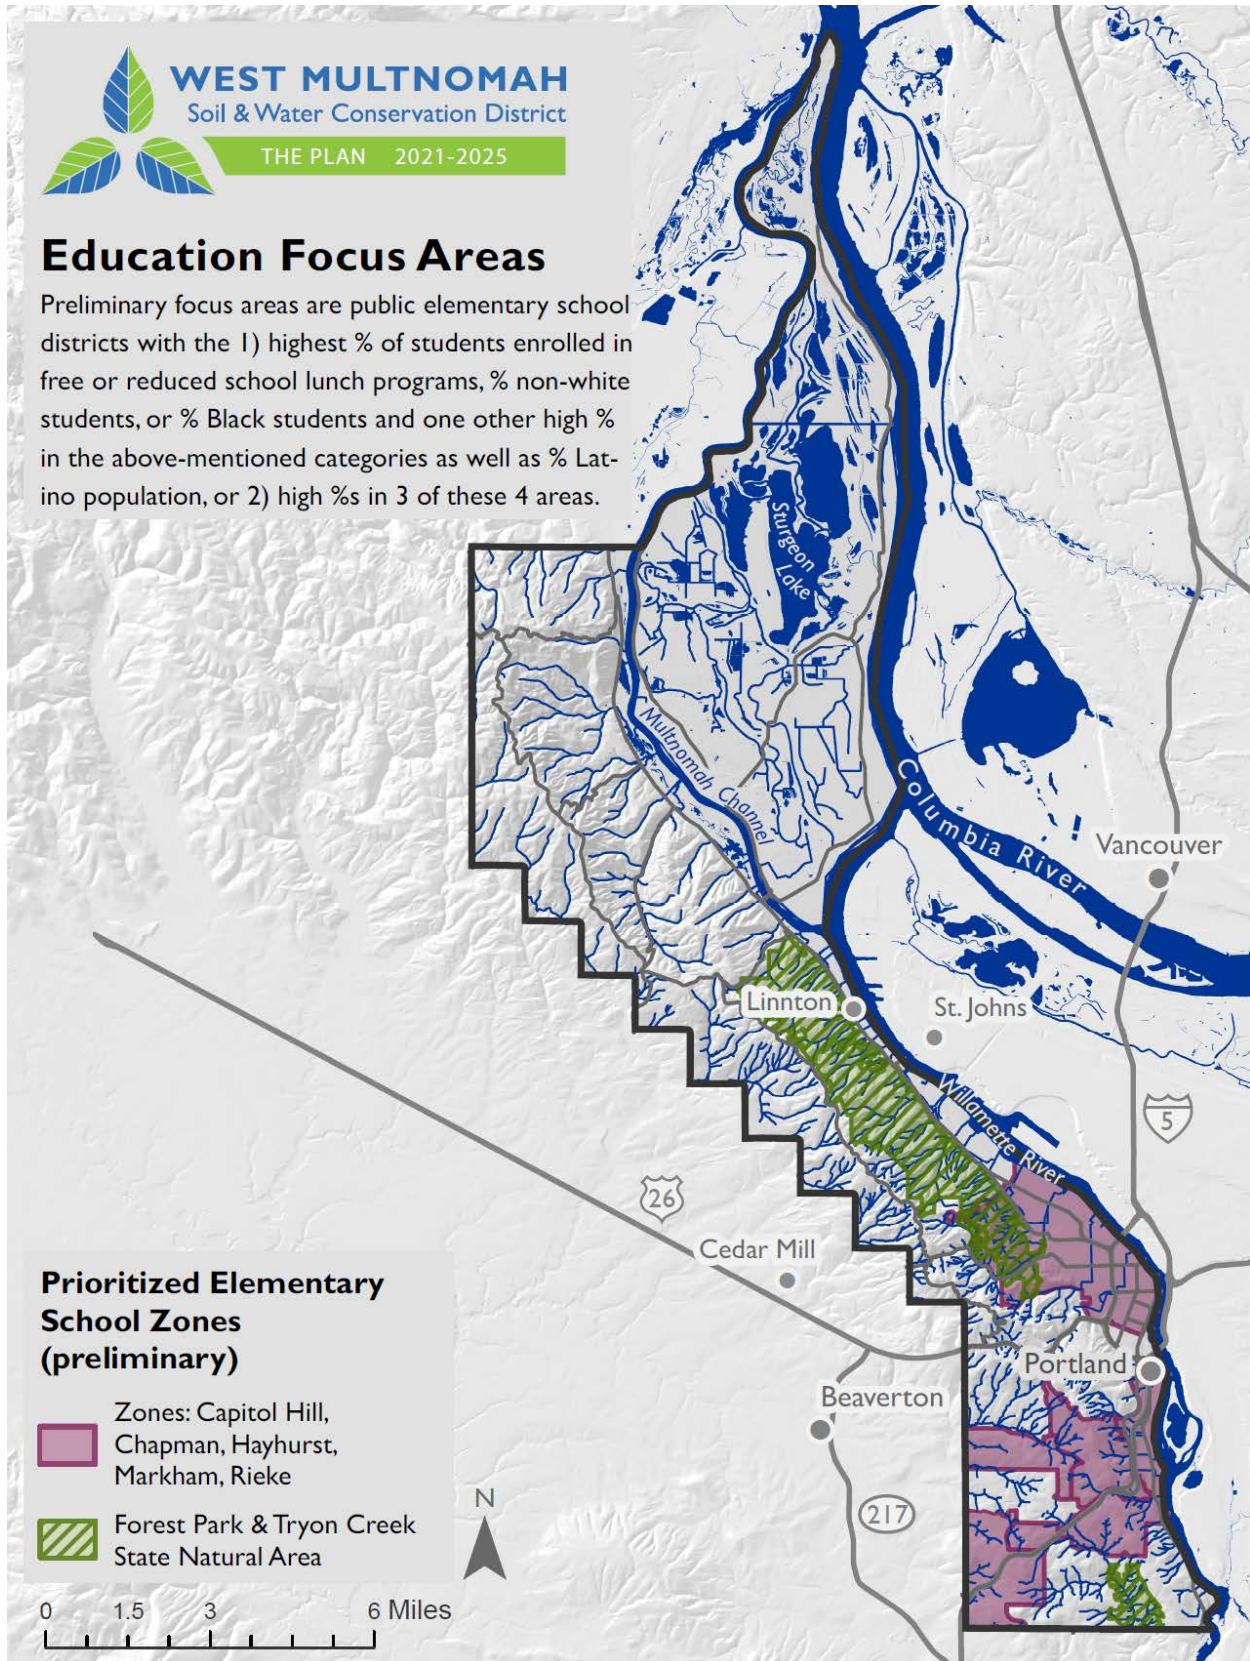 WEST MULTNOMAH
Soil & Water Conservation District
THE PLAN 2021-2025
Education Focus Areas
Preliminary focus areas are public elementary school
districts with the 1) highest % of students enrolled in
free or reduced school lunch programs, % non-white
students, or % Black students and one other high %
in the above-mentioned categories as well as % Lat-
ino population, or 2) high %s in 3 of these 4 areas.
Sturgeon
Lake
Multnomah Channel
Columbia River
Vancouver
Linnton
St. Johns
Willamette River
5
26
Cedar Mill
Portland
Beaverton
217
Prioritized Elementary
School Zones
(preliminary)
Zones: Capitol Hill,
Chapman, Hayhurst,
Markham, Rieke
Forest Park & Tryon Creek
State Natural Area
N
0 1.5 3 6 Miles